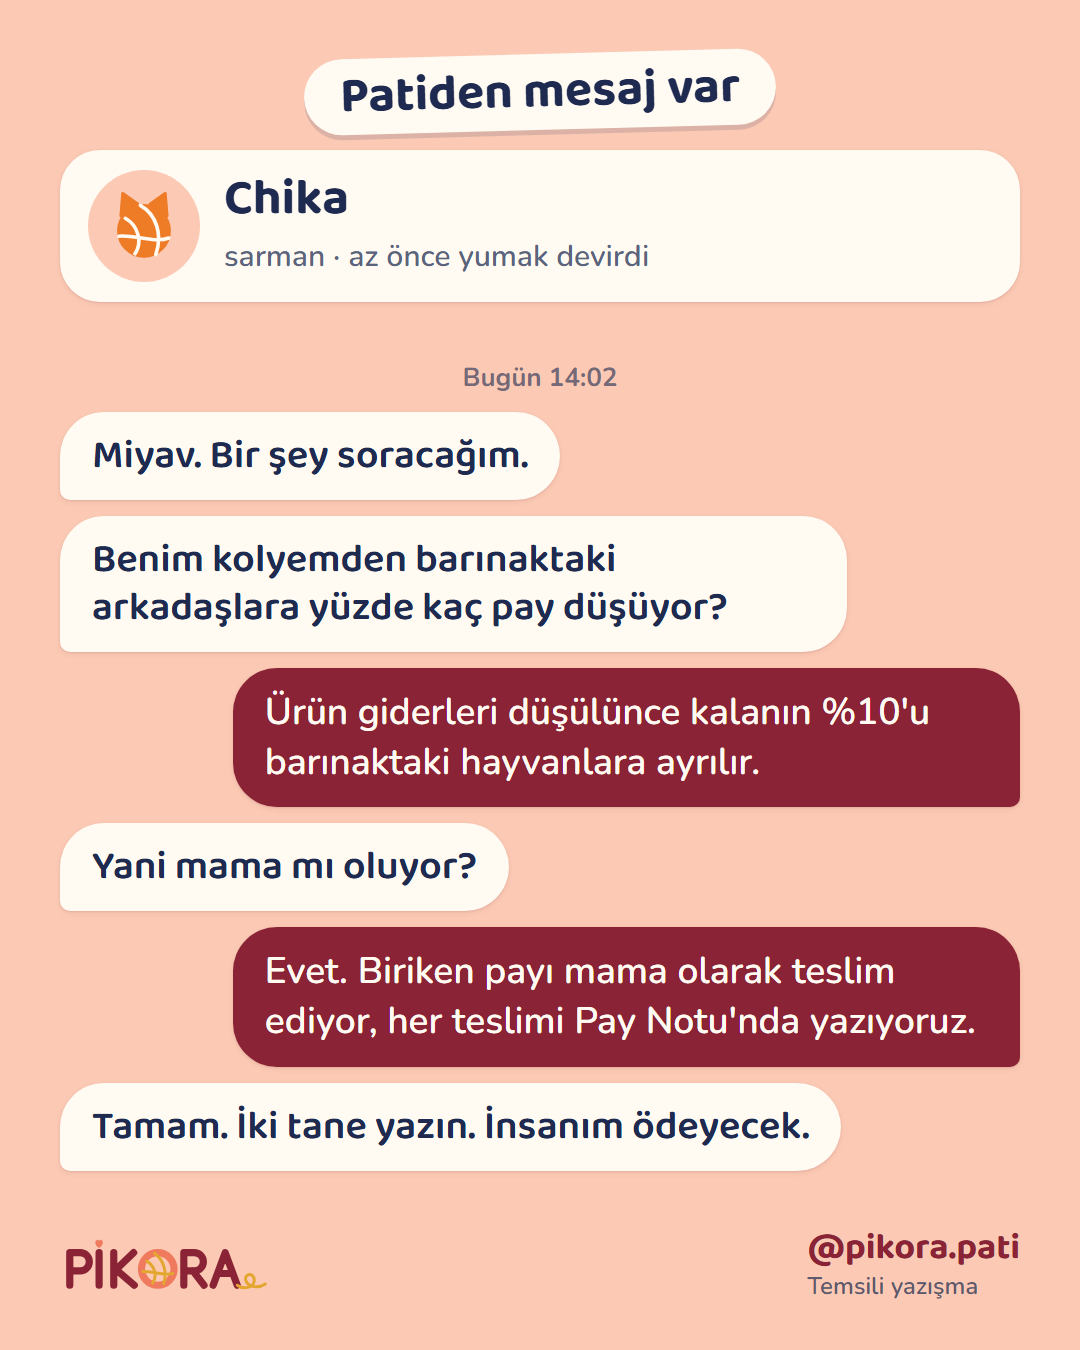 Patiden mesaj var
Chika
sarman · az önce yumak devirdi
Bugün 14:02
Miyav. Bir şey soracağım.
Benim kolyemden barınaktaki
arkadaşlara yüzde kaç pay düşüyor?
Ürün giderleri düşülünce kalanın %10'u
barınaktaki hayvanlara ayrılır.
Yani mama mı oluyor?
Evet. Biriken payı mama olarak teslim
ediyor, her teslimi Pay Notu'nda yazıyoruz.
Tamam. İki tane yazın. İnsanım ödeyecek.
PİKORA
@pikora.pati
Temsili yazışma